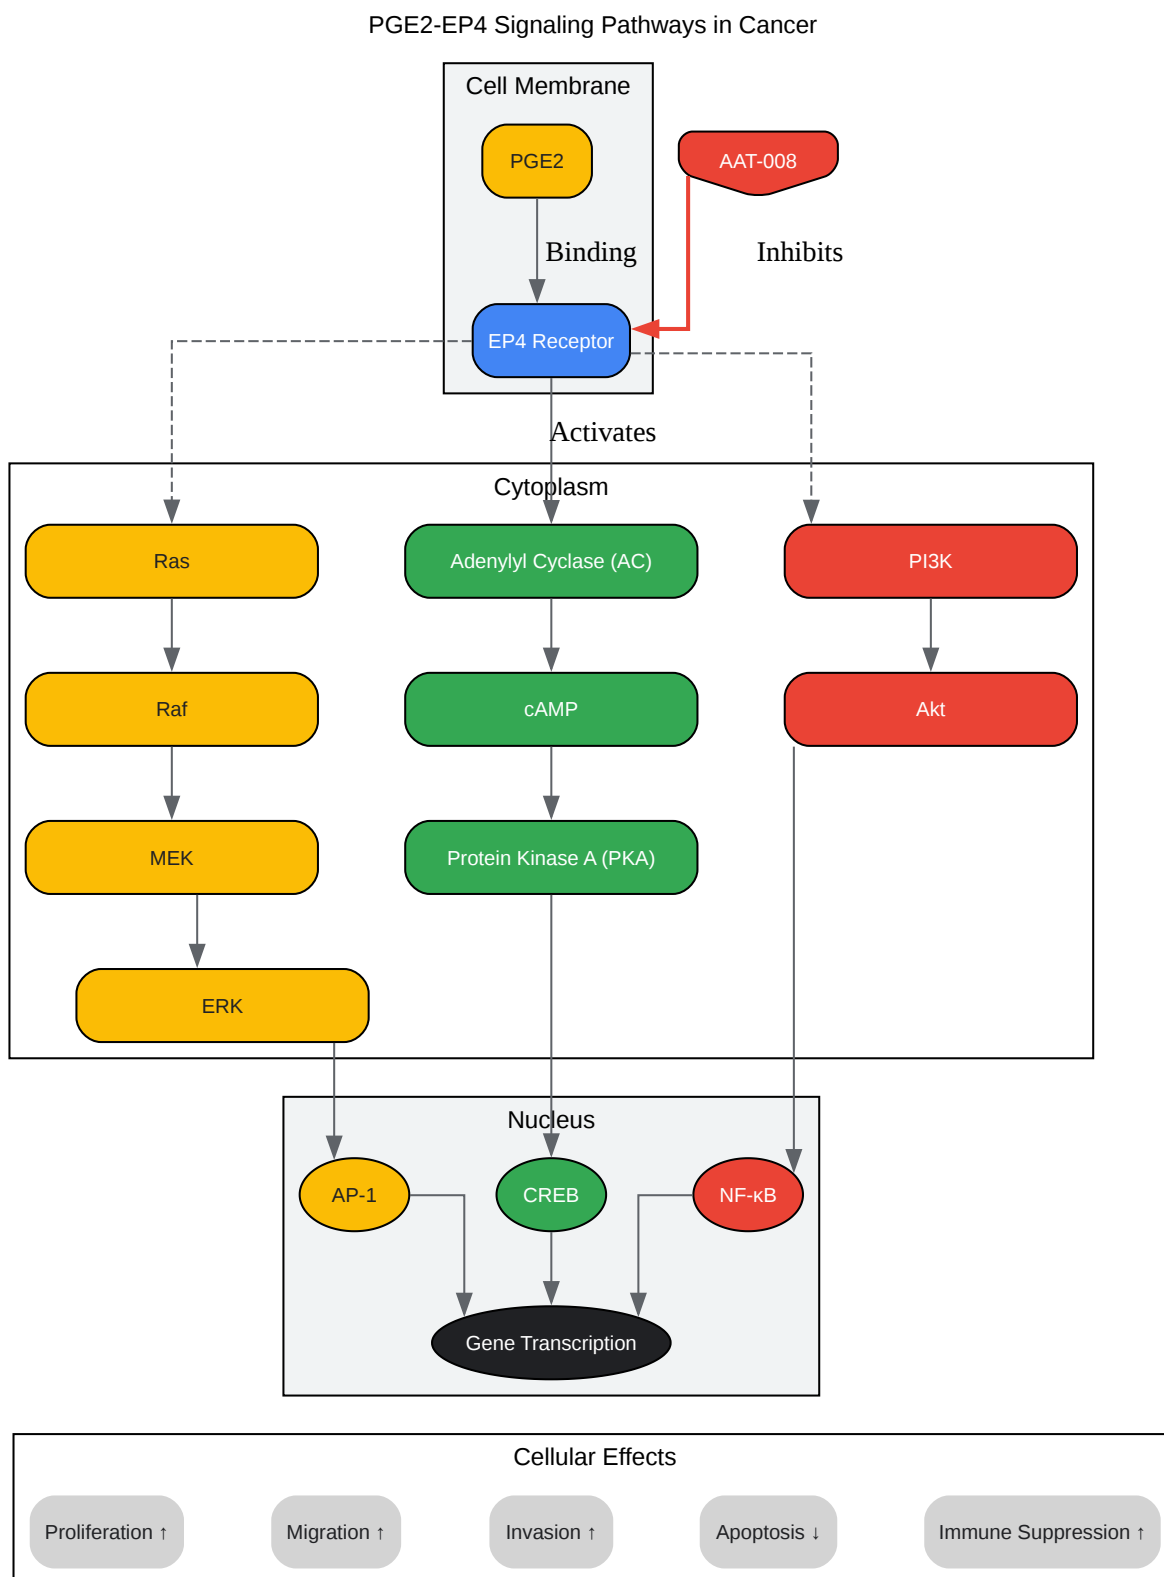 PGE2-EP4 Signaling Pathways in Cancer
Cell Membrane
PGE2
AAT-008
Binding
Inhibits
EP4 Receptor
Activates
Cytoplasm
Ras
Adenylyl Cyclase (AC)
PI3K
Raf
cAMP
Akt
MEK
Protein Kinase A (PKA)
ERK
Nucleus
AP-1
CREB
NF-κB
Gene Transcription
Cellular Effects
Proliferation ↑
Migration ↑
Invasion ↑
Apoptosis ↓
Immune Suppression ↑